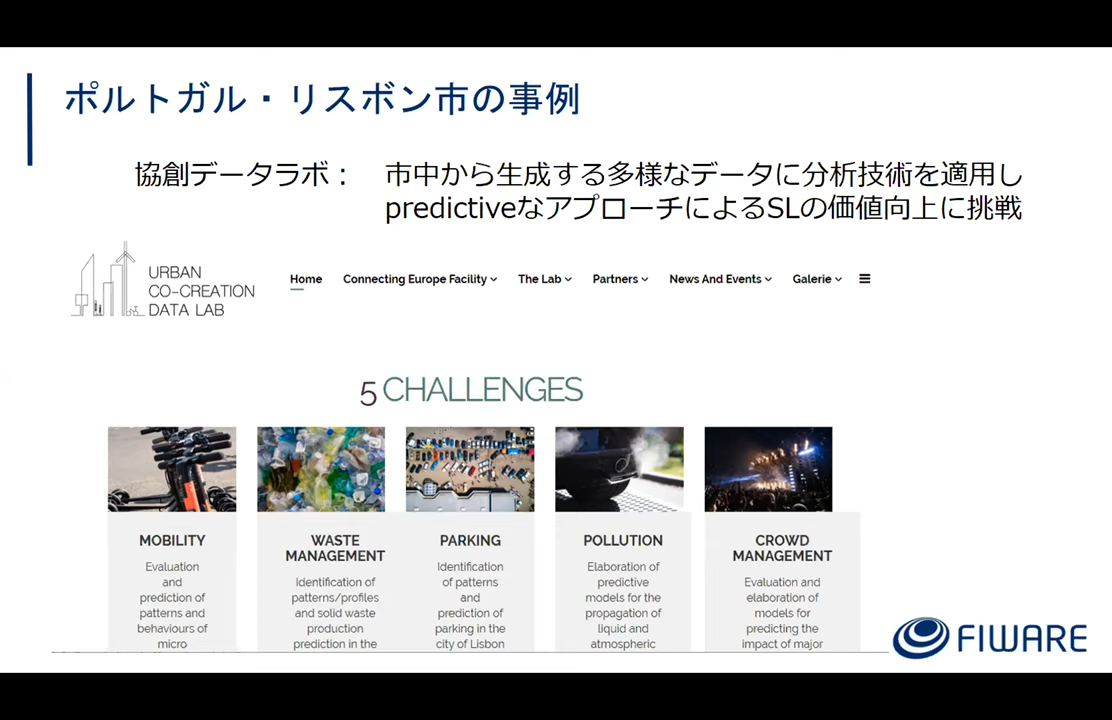 ポルトガル・リスボン市の事例
協創データラボ： 市中から生成する多様なデータに分析技術を適用し
predictiveなアプローチによるSLの価値向上に挑戦
URBAN
CO-CREATION
DATA LAB
Home Connecting Europe Facility The Lab Partners News And Events Galerie
5 CHALLENGES
MOBILITY
Evaluation
and
prediction of
patterns and
behaviours of
micro
WASTE
MANAGEMENT
Identification of
patterns/profiles
and solid waste
production
prediction in the
PARKING
Identification
of patterns
and
prediction of
parking in the
city of Lisbon
POLLUTION
Elaboration of
predictive
models for the
propagation of
liquid and
atmospheric
CROWD
MANAGEMENT
Evaluation and
elaboration of
models for
predicting the
impact of major
FIWARE